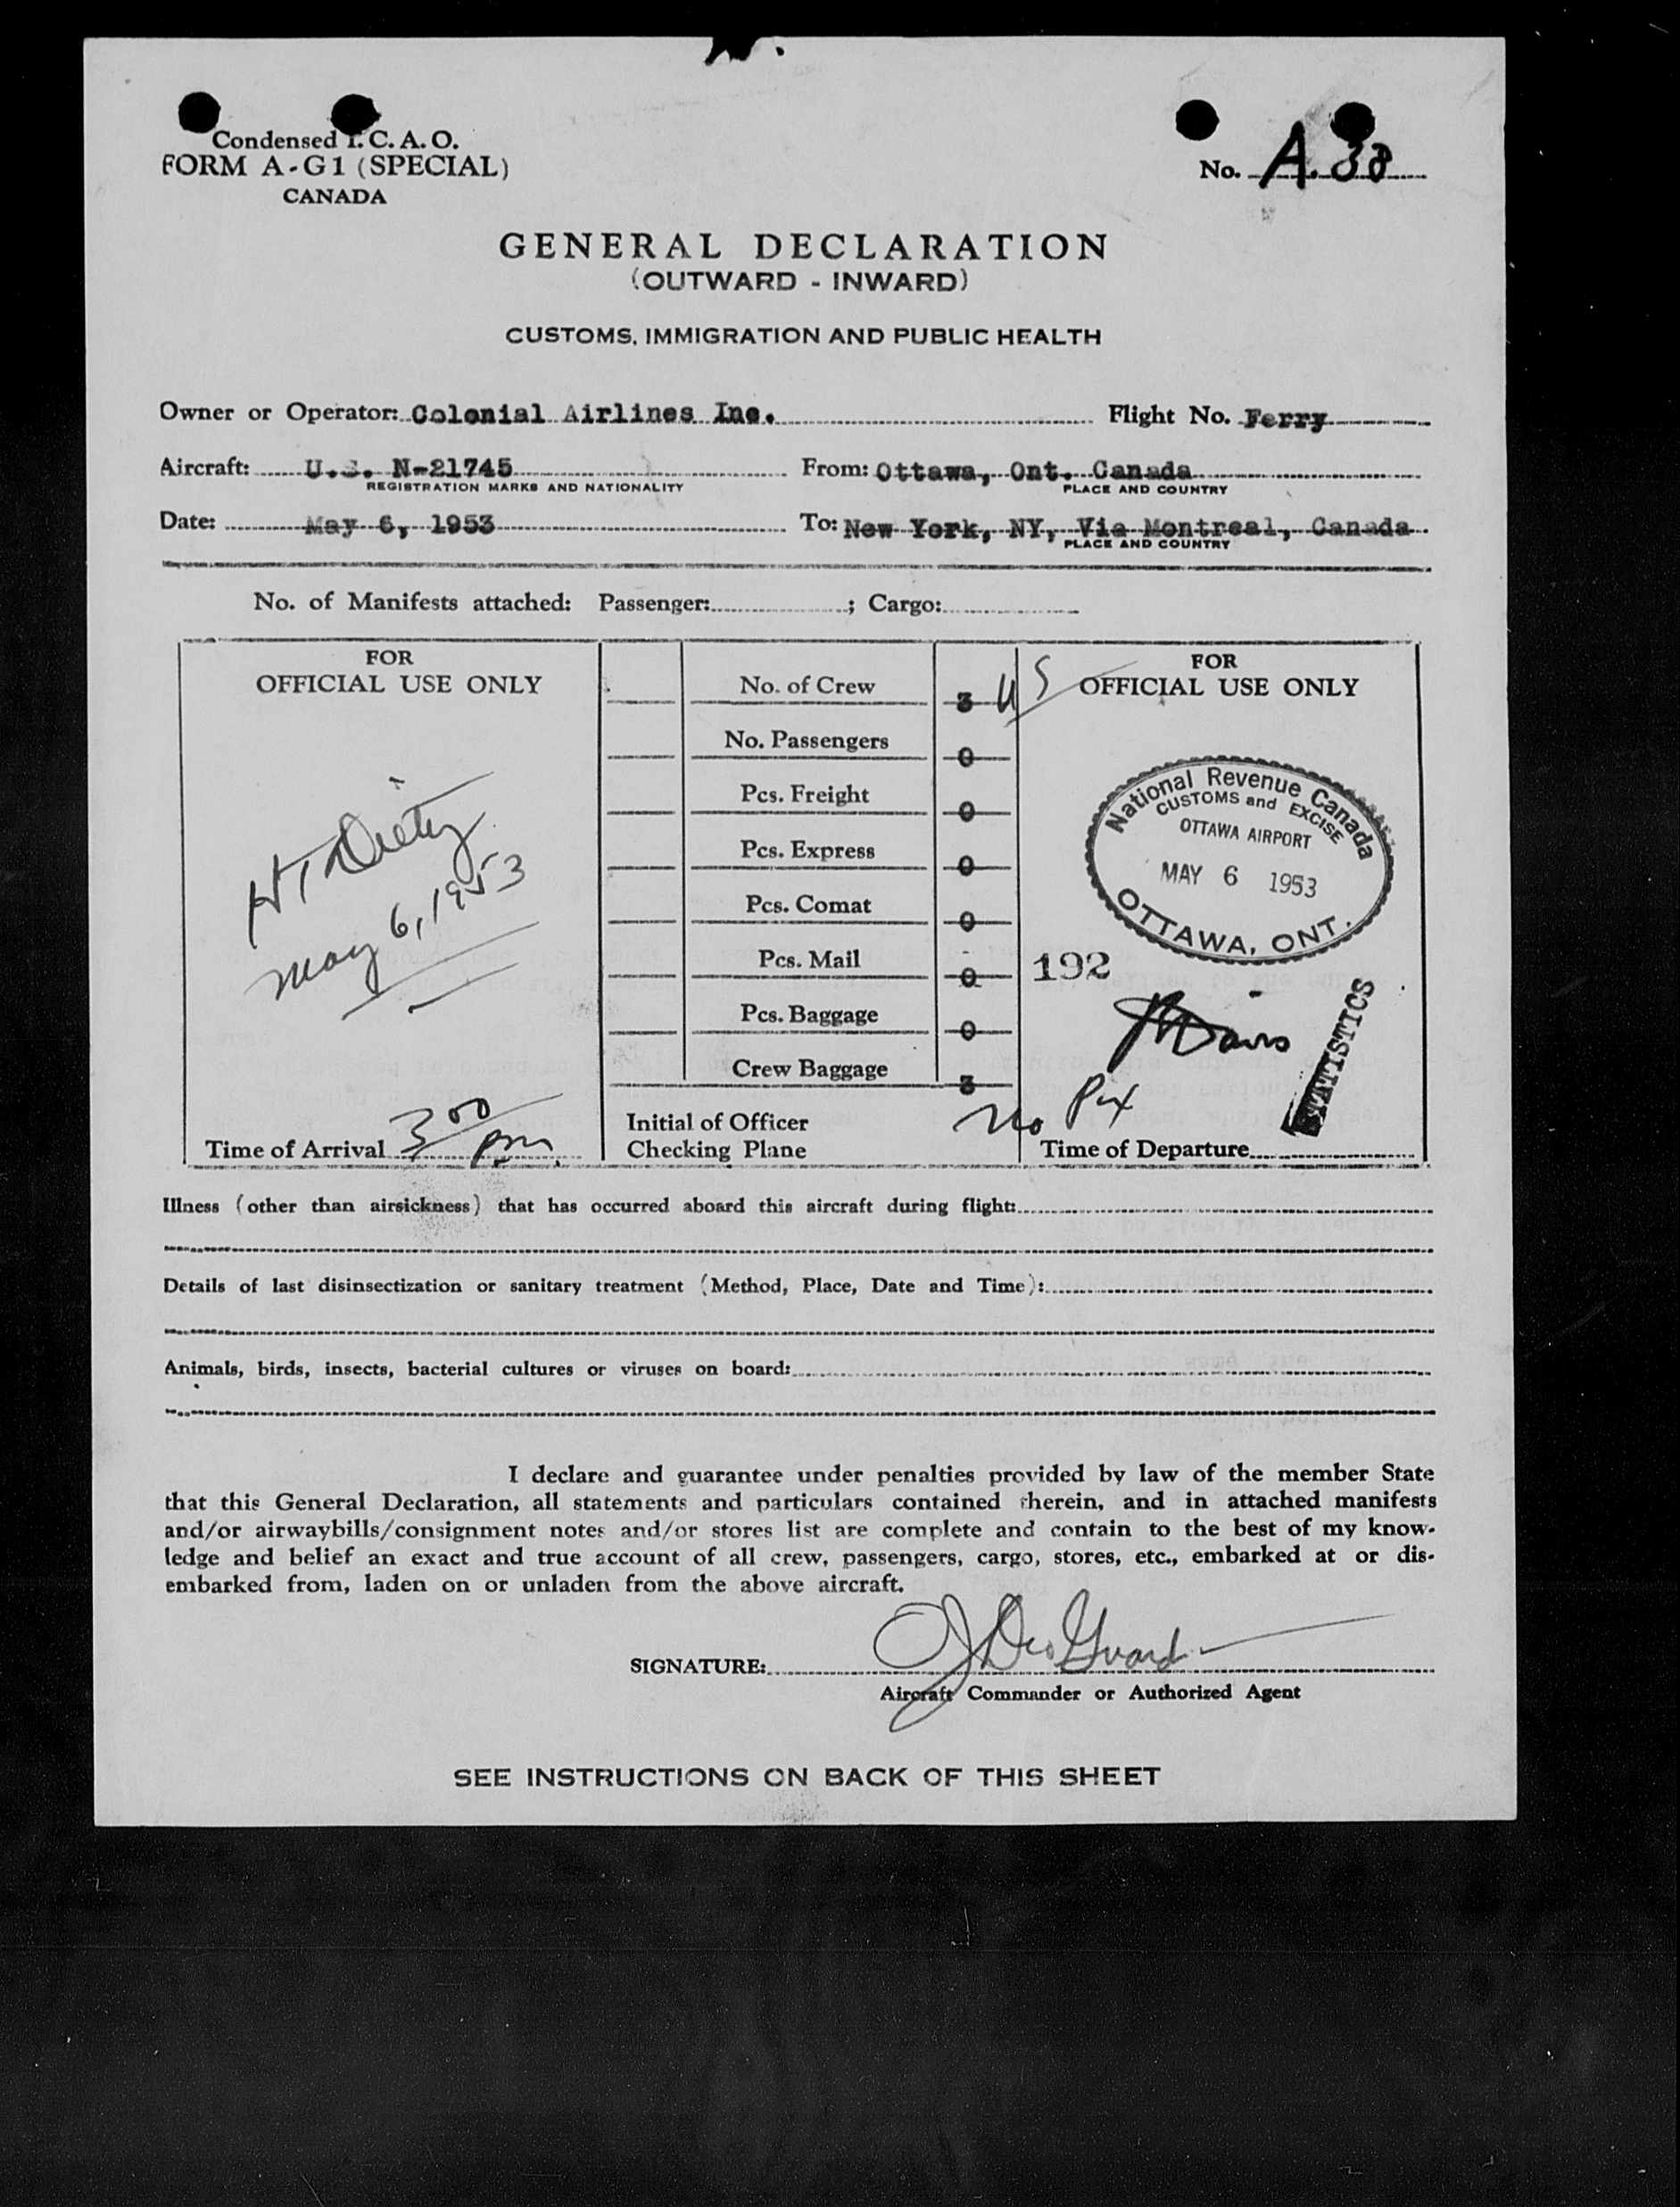 Condensed I. C. A. O.
FORM A-G1 (SPECIAL)
CANADA
No. A.38
GENERAL DECLARATION
(OUTWARD - INWARD)
CUSTOMS, IMMIGRATION AND PUBLIC HEALTH
Owner or Operator: Colonial Airlines Inc. Flight No. Ferry
Aircraft: U.S. N-21745 From: Ottawa, Ont. Canada
REGISTRATION MARKS AND NATIONALITY PLACE AND COUNTRY
Date: May 6, 1953 To: New York, NY, Via Montreal, Canada
PLACE AND COUNTRY
No. of Manifests attached: Passenger: ; Cargo:
FOR
OFFICIAL USE ONLY
May 6, 1953
Time of Arrival 3 00 pm.
No. of Crew 3 US
No. Passengers 0
Pcs. Freight 0
Pcs. Express 0
Pcs. Comat 0
Pcs. Mail 0
Pcs. Baggage 0
Crew Baggage 3
Initial of Officer
Checking Plane
FOR
OFFICIAL USE ONLY
National Revenue Canada
CUSTOMS and EXCISE
OTTAWA AIRPORT
MAY 6 1953
OTTAWA, ONT.
192
STATISTICS
No Pax
Time of Departure
Illness (other than airsickness) that has occurred aboard this aircraft during flight:
Details of last disinsectization or sanitary treatment (Method, Place, Date and Time):
Animals, birds, insects, bacterial cultures or viruses on board:
I declare and guarantee under penalties provided by law of the member State
that this General Declaration, all statements and particulars contained therein, and in attached manifests
and/or airwaybills/consignment notes and/or stores list are complete and contain to the best of my know-
ledge and belief an exact and true account of all crew, passengers, cargo, stores, etc., embarked at or dis-
embarked from, laden on or unladen from the above aircraft.
SIGNATURE:
Aircraft Commander or Authorized Agent
SEE INSTRUCTIONS ON BACK OF THIS SHEET